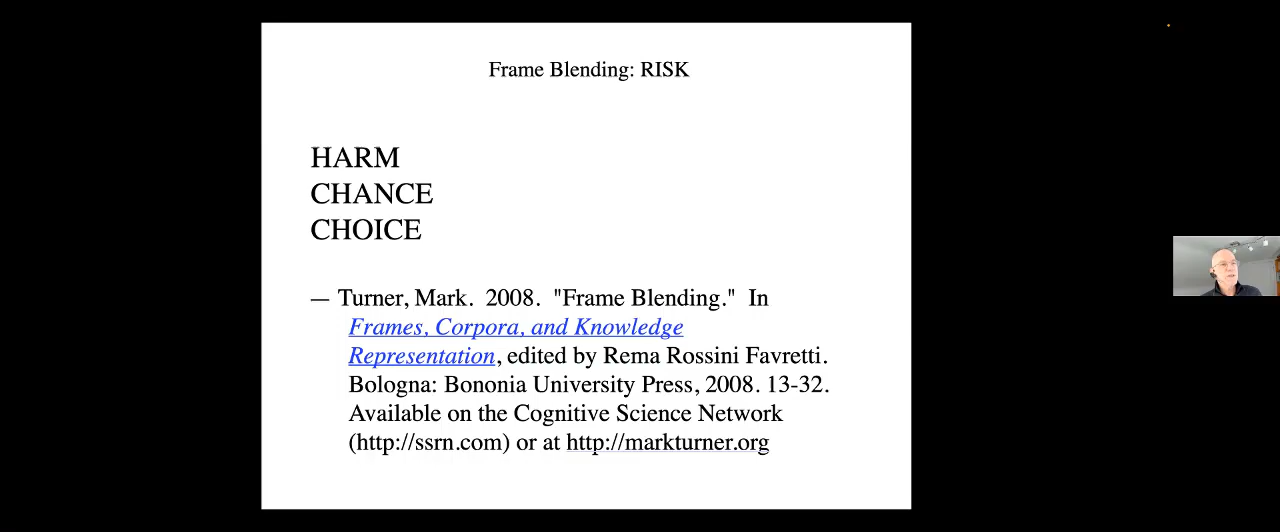 Frame Blending: RISK
HARM
CHANCE
CHOICE
— Turner, Mark.  2008.  "Frame Blending."  In
Frames, Corpora, and Knowledge
Representation, edited by Rema Rossini Favretti.
Bologna: Bononia University Press, 2008. 13-32.
Available on the Cognitive Science Network
(http://ssrn.com) or at http://markturner.org